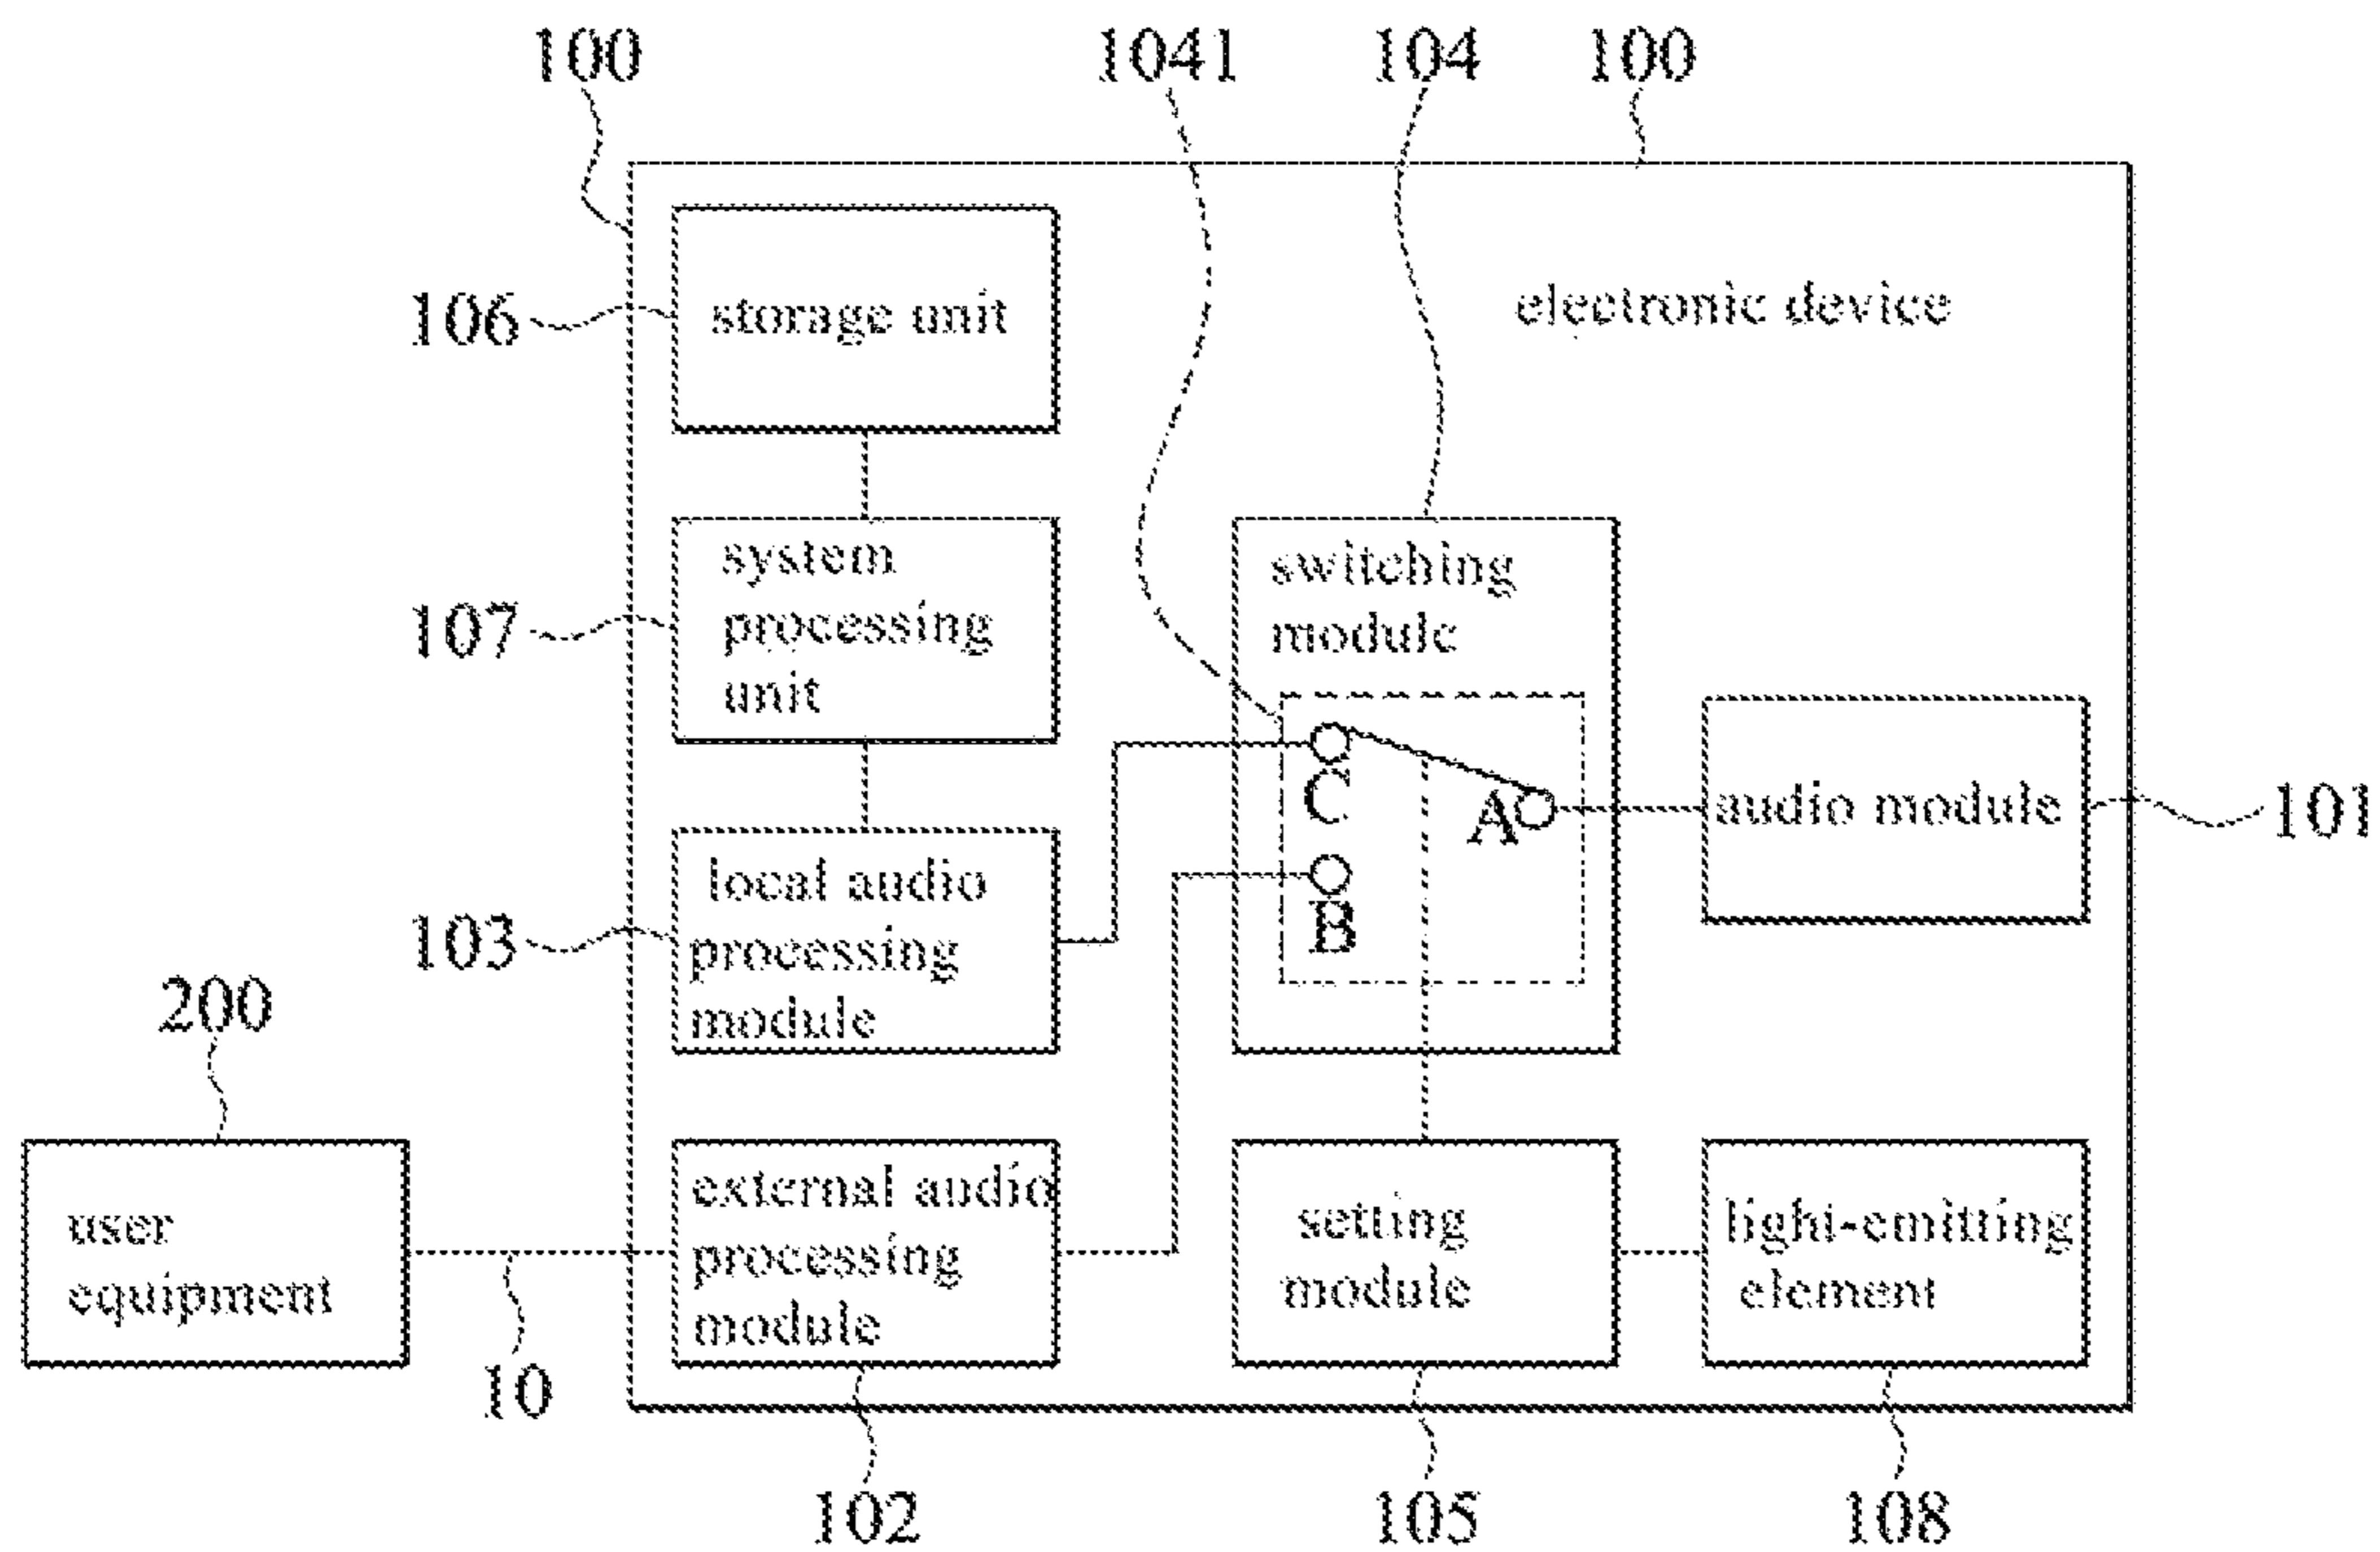 100
1041
104
100
106
storage unit
electronic device
107
system
processing
unit
switching
module
C
A
B
audio module
101
103
local audio
processing
module
200
user
equipment
10
external audio
processing
module
setting
module
light-emitting
element
102
105
108